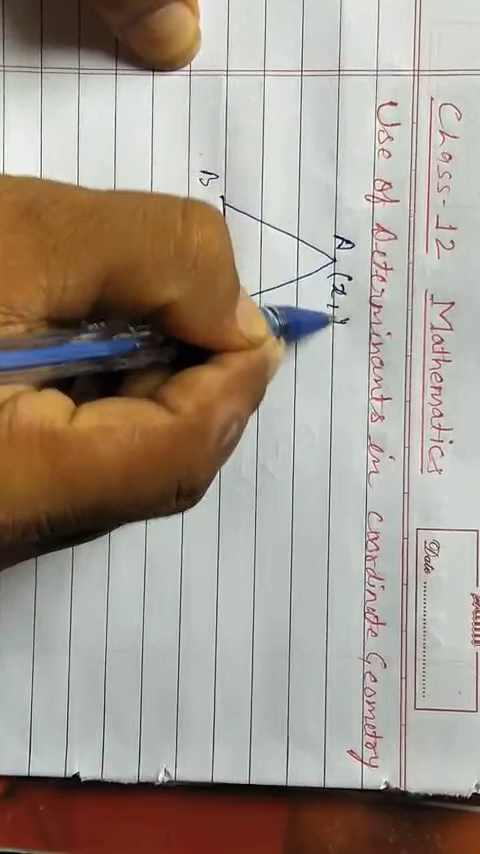 Class-12 Mathematics
Date
Use of Determinants in coordinate Geometry
A (x, y
B